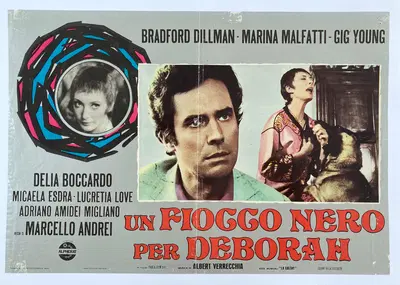 BRADFORD DILLMAN - MARINA MALFATTI - GIG YOUNG
DELIA BOCCARDO
MICAELA ESDRA - LUCRETIA LOVE
ADRIANO AMIDEI MIGLIANO
MARCELLO ANDREI
UN FIOCCO NERO
PER DEBORAH
ALBERT VERRECCHIA